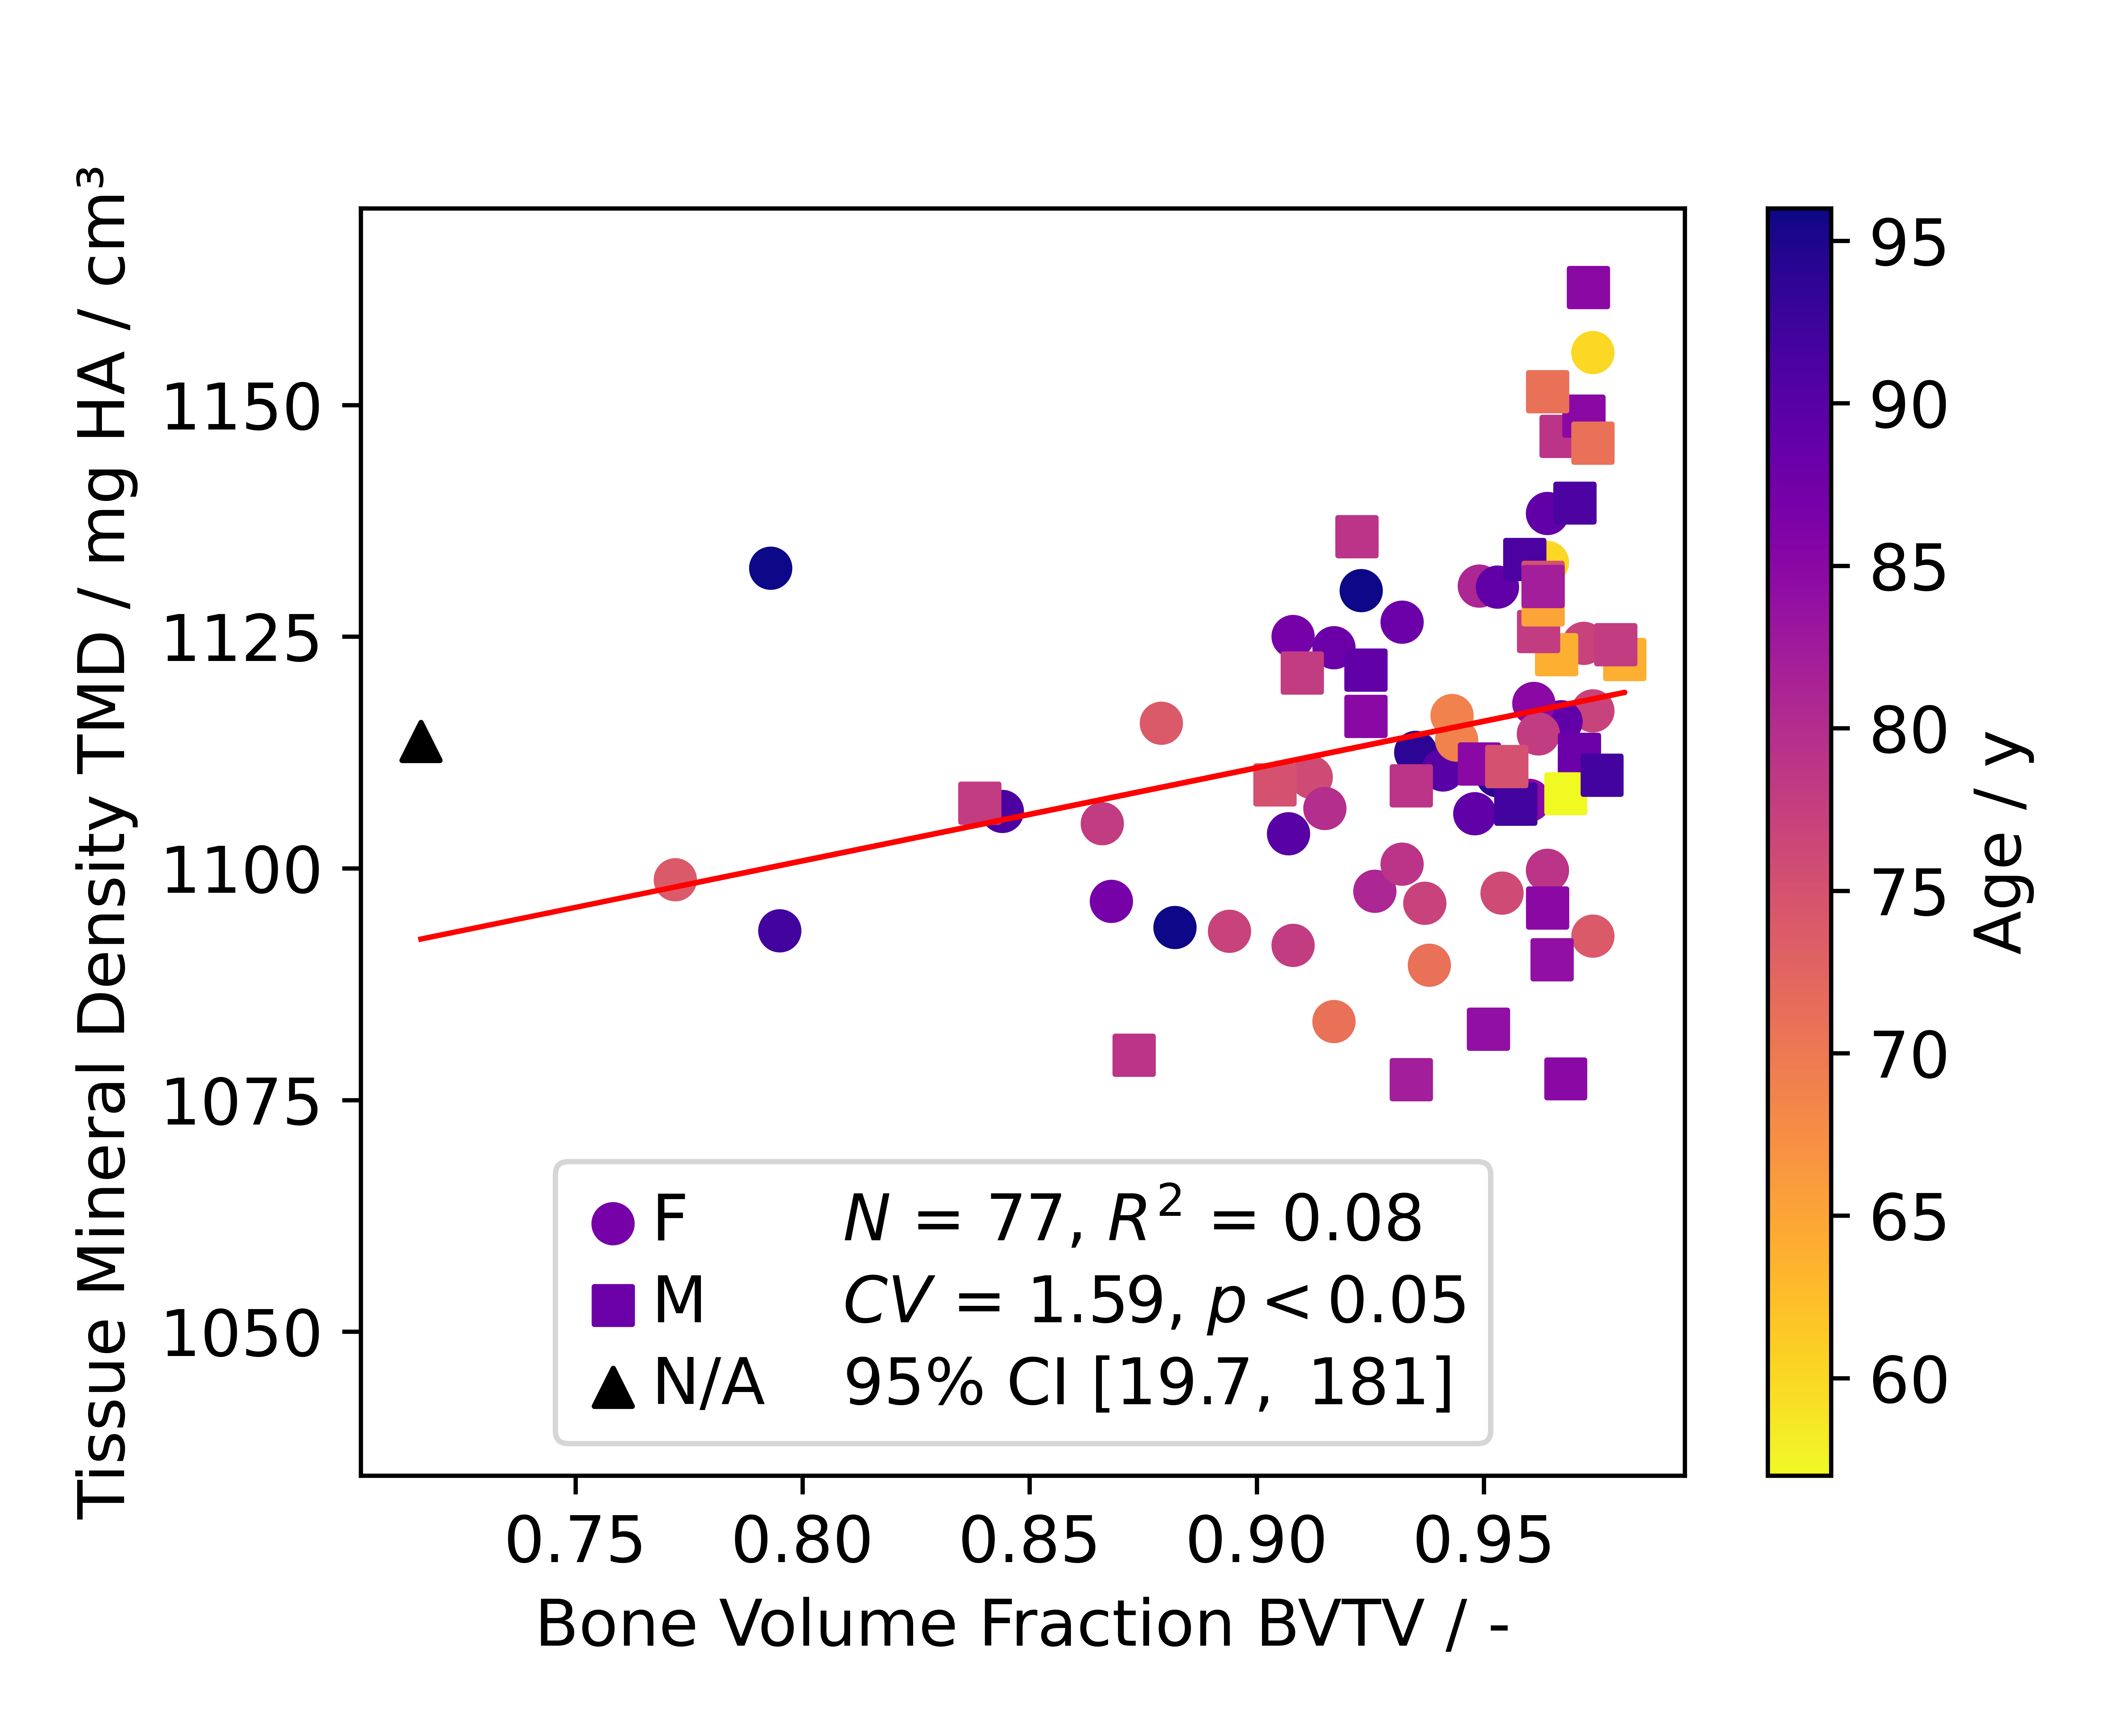 Tissue Mineral Density TMD / mg HA / cm³
1150
1125
1100
1075
1050
F
M
N/A
N = 77, R² = 0.08
CV = 1.59, p < 0.05
95% CI [19.7, 181]
0.75 0.80 0.85 0.90 0.95
Bone Volume Fraction BVTV / -
95
90
85
80
75
70
65
60
Age / y